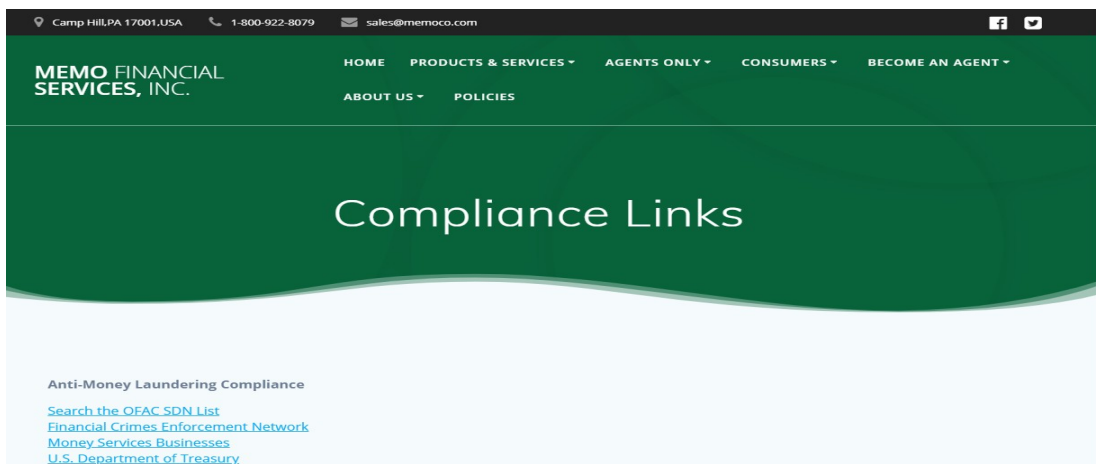 Camp Hill,PA 17001,USA 1-800-922-8079 sales@memoco.com
MEMO FINANCIAL
SERVICES, INC.
HOME PRODUCTS & SERVICES AGENTS ONLY CONSUMERS BECOME AN AGENT
ABOUT US POLICIES
Compliance Links
Anti-Money Laundering Compliance
Search the OFAC SDN List
Financial Crimes Enforcement Network
Money Services Businesses
U.S. Department of Treasury